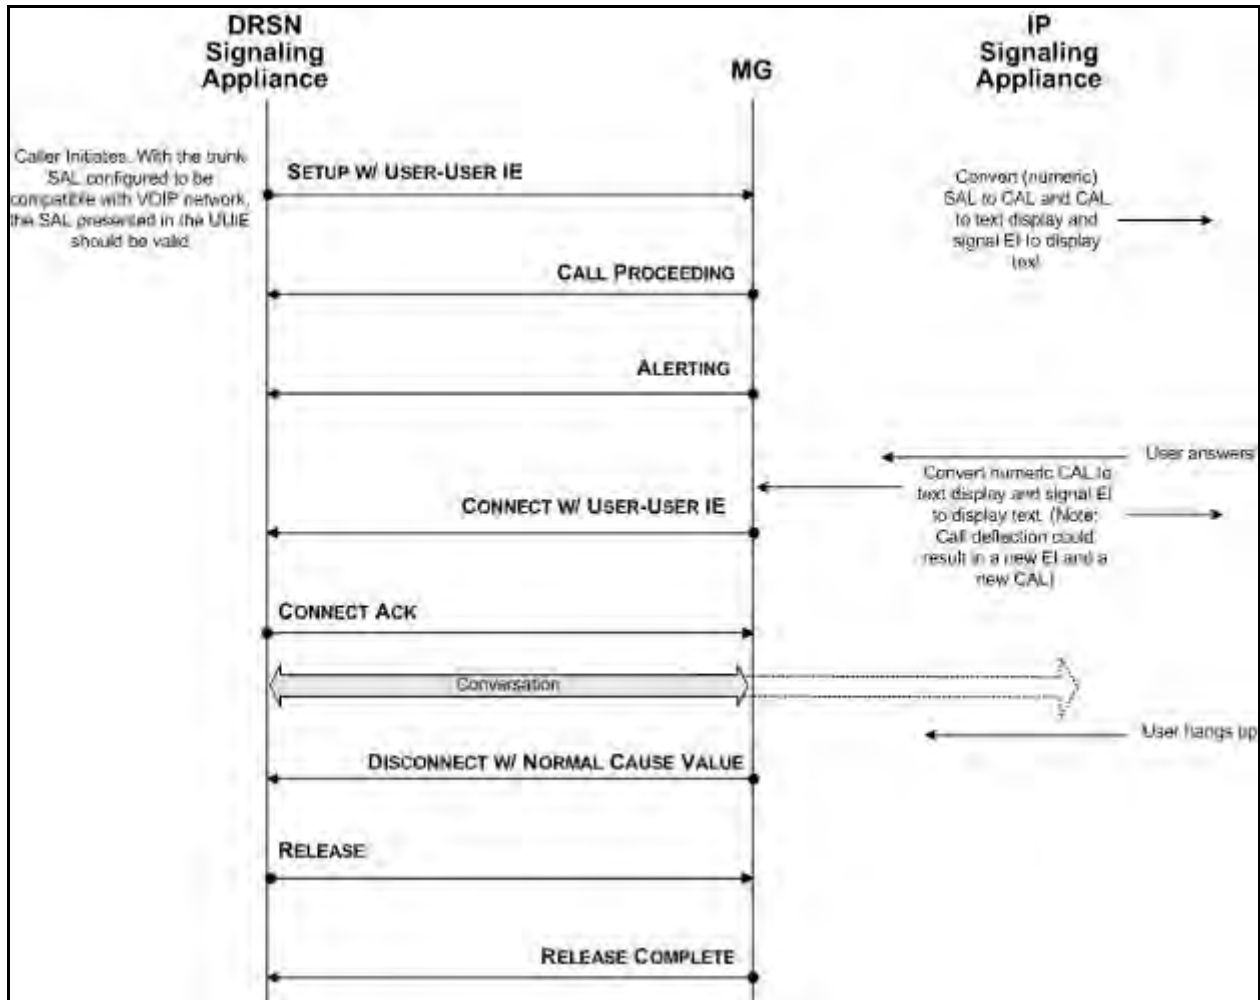 DRSN
Signaling
Appliance
MG
IP
Signaling
Appliance
Caller Initiates. With the trunk
SAL configured to be
compatible with VOIP network,
the SAL presented in the UUIE
should be valid
SETUP W/ USER-USER IE
Convert (numeric)
SAL to CAL and CAL
to text display and
signal EI to display
text
CALL PROCEEDING
ALERTING
User answers
Convert numeric CAL to
text display and signal EI
to display text. (Note:
Call deflection could
result in a new EI and a
new CAL)
CONNECT W/ USER-USER IE
CONNECT ACK
Conversation
User hangs up
DISCONNECT W/ NORMAL CAUSE VALUE
RELEASE
RELEASE COMPLETE